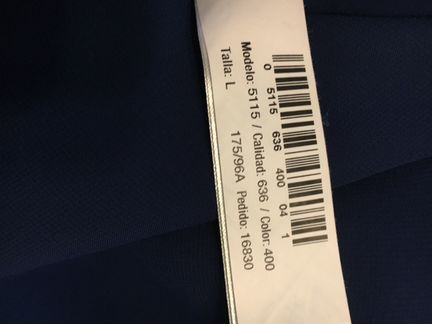 0 5115 636 400 04 1
Modelo: 5115 / Calidad: 636 / Color: 400
Talla: L 175/96A Pedido: 16830